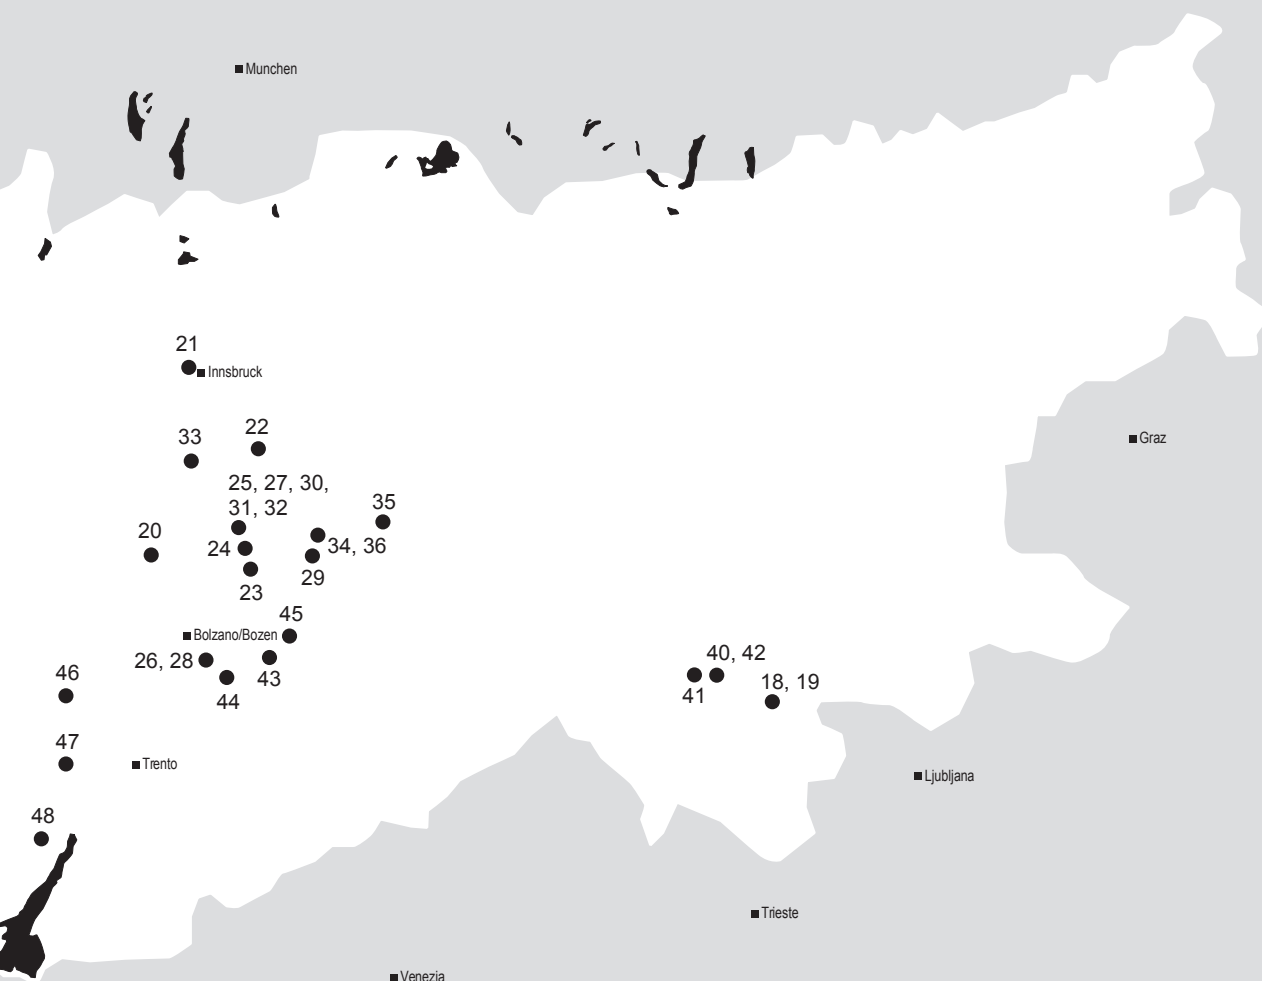 Munchen
21
Innsbruck
22
33
Graz
25, 27, 30,
31, 32
35
20
24
34, 36
29
23
45
Bolzano/Bozen
26, 28
43
44
46
40, 42
41
18, 19
47
Trento
Ljubljana
48
Trieste
Venezia